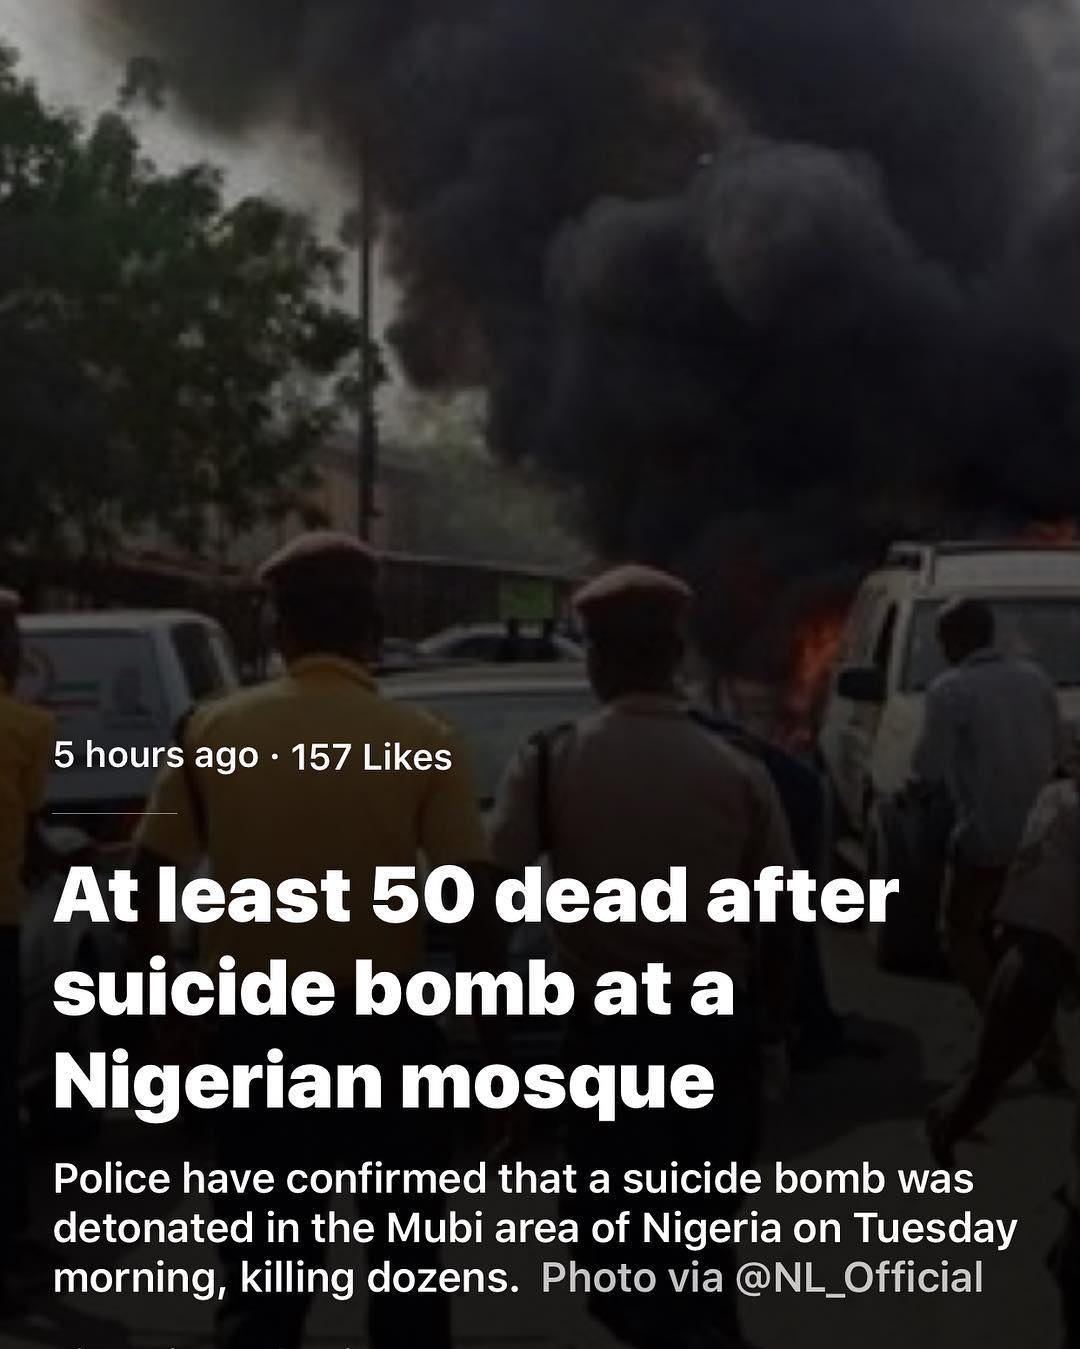 5 hours ago · 157 Likes
At least 50 dead after
suicide bomb at a
Nigerian mosque
Police have confirmed that a suicide bomb was
detonated in the Mubi area of Nigeria on Tuesday
morning, killing dozens. Photo via @NL_Official